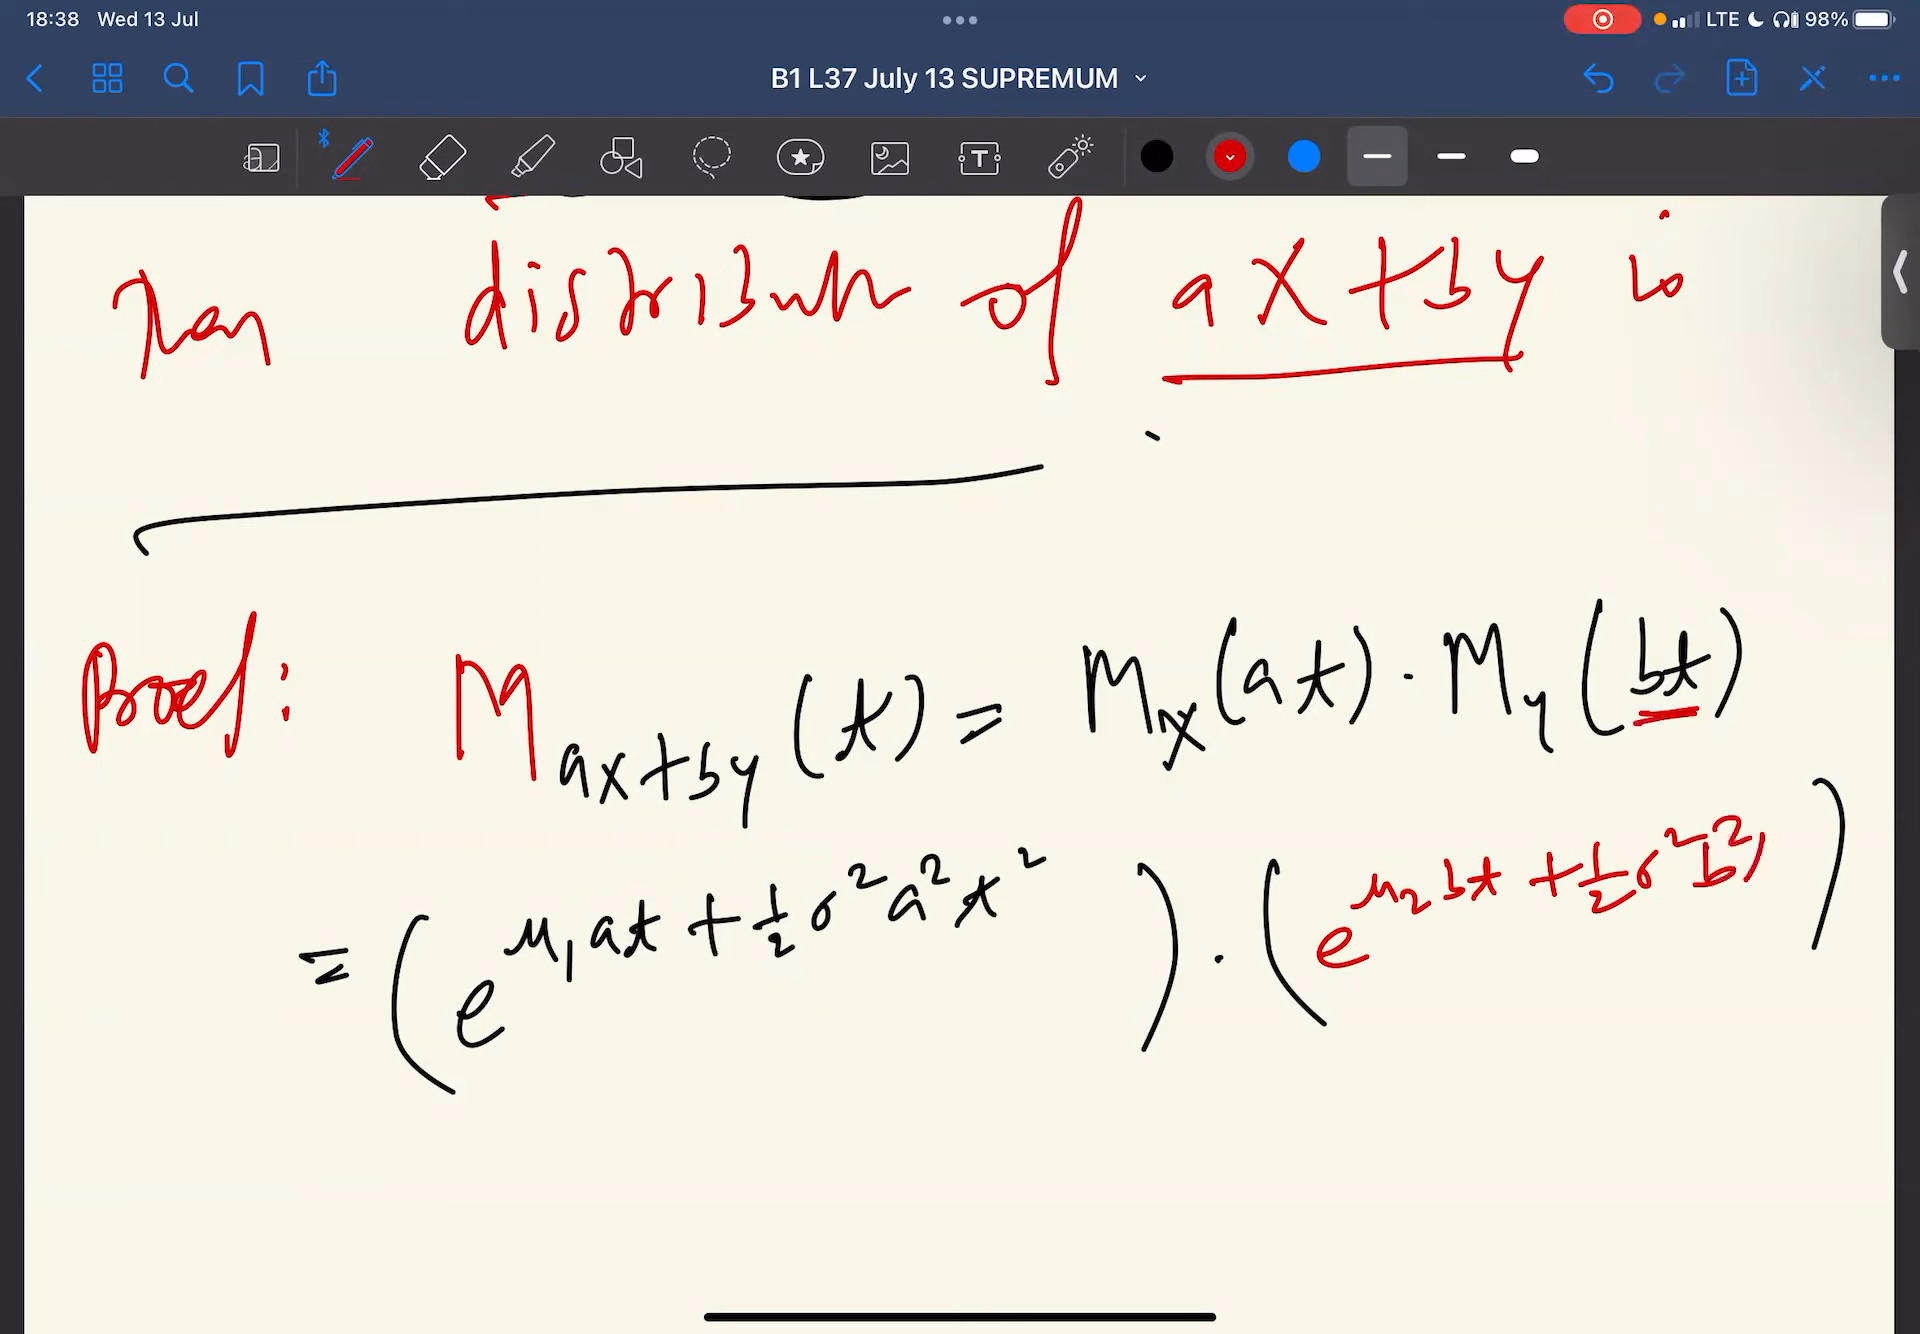 18:38 Wed 13 Jul LTE 98%
B1 L37 July 13 SUPREMUM
T
of aX+bY is
Proof: M_{ax+by}(t) = M_X(at) · M_Y(bt)
= (e^{μ₁at + ½σ²a²t²}) · (e^{μ₂bt + ½σ²b²})